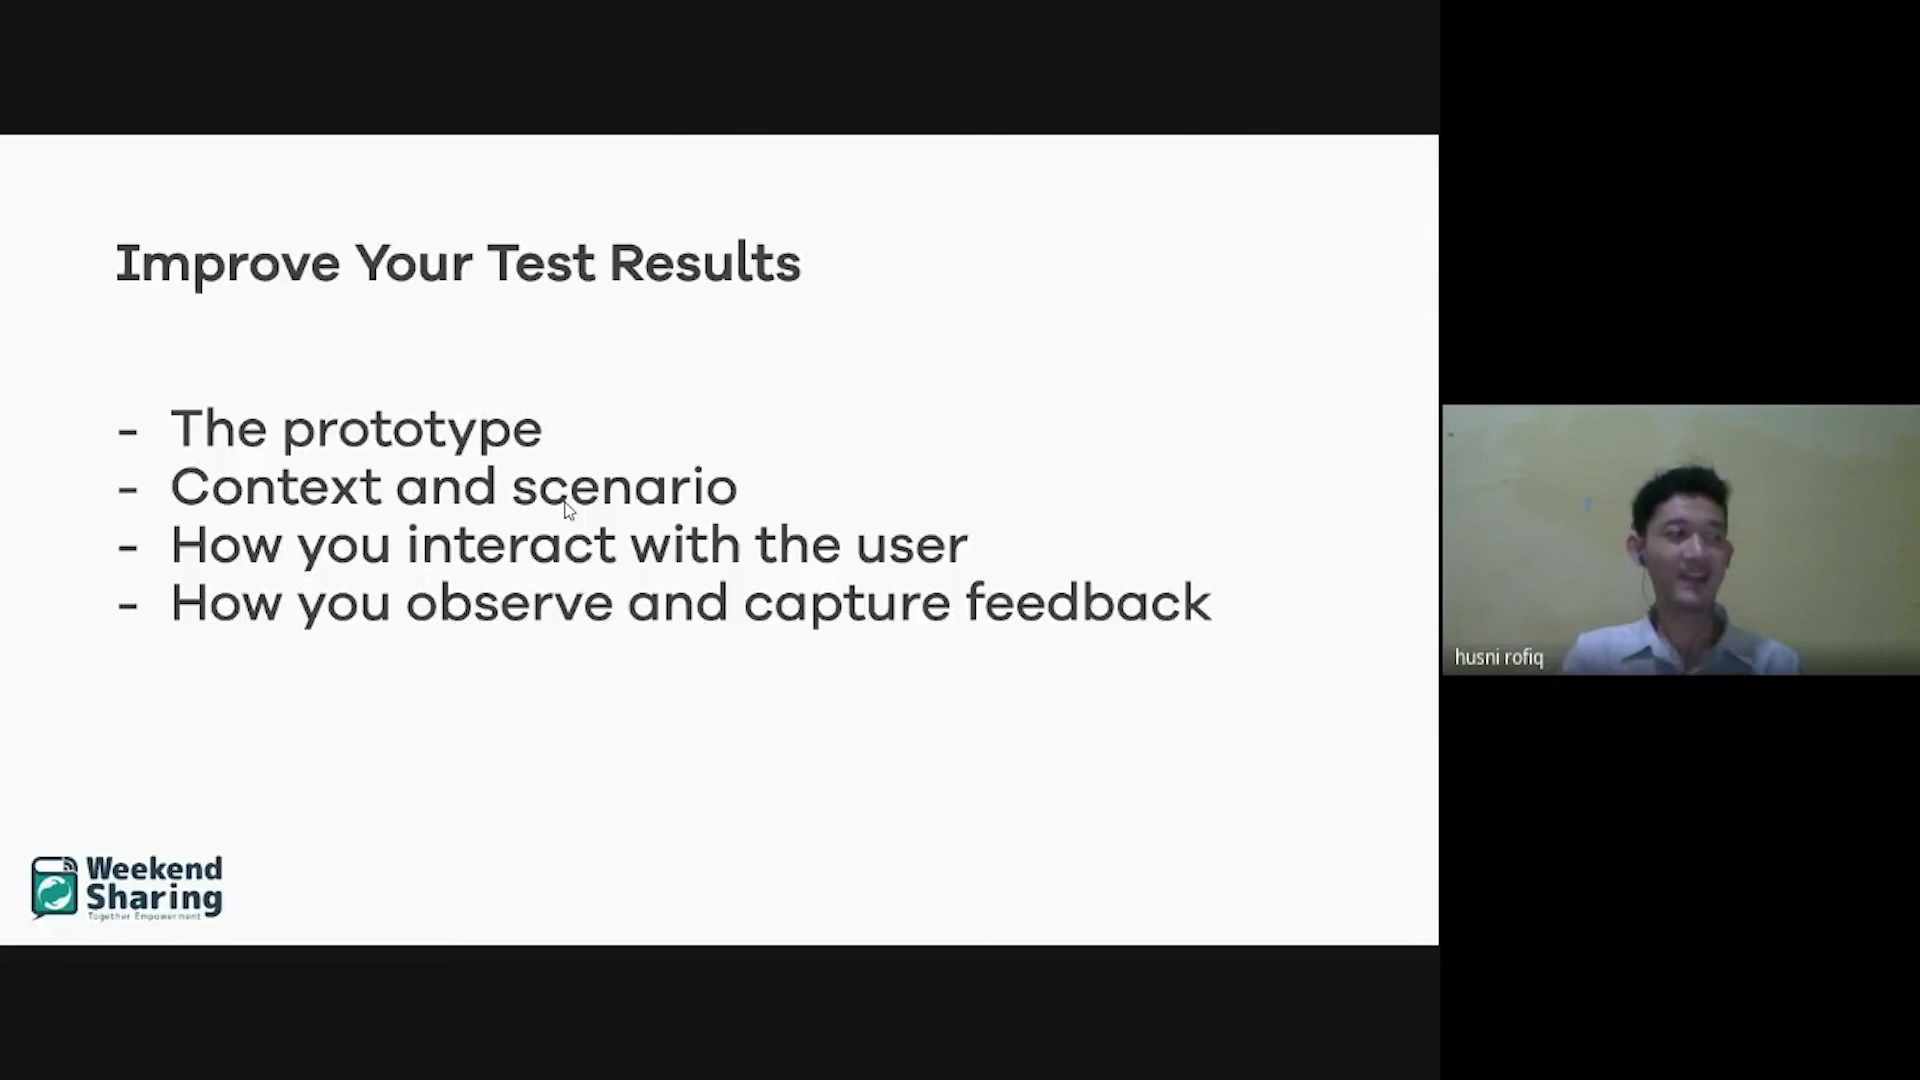 Improve Your Test Results
- The prototype
- Context and scenario
- How you interact with the user
- How you observe and capture feedback
husni rofiq
Weekend
Sharing
Together Empowerment